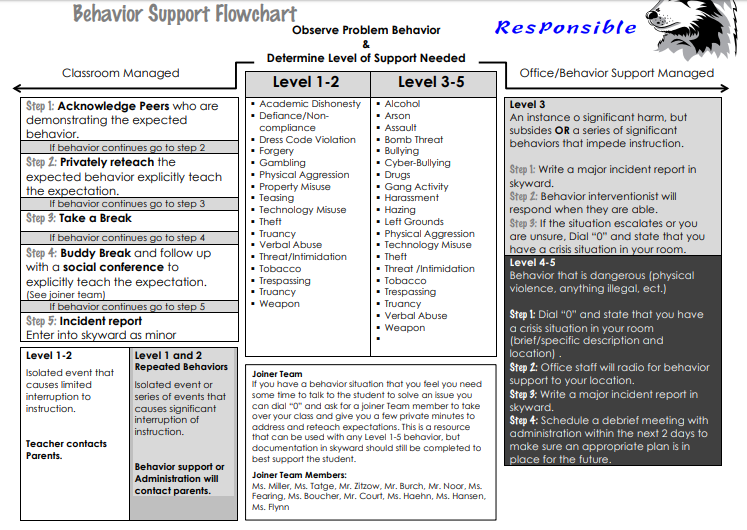 Behavior Support Flowchart
Responsible
Observe Problem Behavior
&
Determine Level of Support Needed
Classroom Managed
Office/Behavior Support Managed
Step 1: Acknowledge Peers who are
demonstrating the expected
behavior.
If behavior continues go to step 2
Step 2: Privately reteach the
expected behavior explicitly teach
the expectation.
If behavior continues go to step 3
Step 3: Take a Break
If behavior continues go to step 4
Step 4: Buddy Break and follow up
with a social conference to
explicitly teach the expectation.
(See joiner team)
If behavior continues go to step 5
Step 5: Incident report
Enter into skyward as minor
Level 1-2
▪ Academic Dishonesty
▪ Defiance/Non-
compliance
▪ Dress Code Violation
▪ Forgery
▪ Gambling
▪ Physical Aggression
▪ Property Misuse
▪ Teasing
▪ Technology Misuse
▪ Theft
▪ Truancy
▪ Verbal Abuse
▪ Threat/Intimidation
▪ Tobacco
▪ Trespassing
▪ Truancy
▪ Weapon
Level 3-5
▪ Alcohol
▪ Arson
▪ Assault
▪ Bomb Threat
▪ Bullying
▪ Cyber-Bullying
▪ Drugs
▪ Gang Activity
▪ Harassment
▪ Hazing
▪ Left Grounds
▪ Physical Aggression
▪ Technology Misuse
▪ Theft
▪ Threat /Intimidation
▪ Tobacco
▪ Trespassing
▪ Truancy
▪ Verbal Abuse
▪ Weapon
▪
Level 3
An instance o significant harm, but
subsides OR a series of significant
behaviors that impede instruction.
Step 1: Write a major incident report in
skyward.
Step 2: Behavior interventionist will
respond when they are able.
Step 3: If the situation escalates or you
are unsure, Dial “0” and state that you
have a crisis situation in your room.
Level 4-5
Behavior that is dangerous (physical
violence, anything illegal, ect.)
Step 1: Dial “0” and state that you have
a crisis situation in your room
(brief/specific description and
location) .
Step 2: Office staff will radio for behavior
support to your location.
Step 3: Write a major incident report in
skyward.
Step 4: Schedule a debrief meeting with
administration within the next 2 days to
make sure an appropriate plan is in
place for the future.
Level 1-2
Isolated event that
causes limited
interruption to
instruction.
Teacher contacts
Parents.
Level 1 and 2
Repeated Behaviors
Isolated event or
series of events that
causes significant
interruption of
instruction.
Behavior support or
Administration will
contact parents.
Joiner Team
If you have a behavior situation that you feel you need
some time to talk to the student to solve an issue you
can dial “0” and ask for a joiner Team member to take
over your class and give you a few private minutes to
address and reteach expectations. This is a resource
that can be used with any Level 1-5 behavior, but
documentation in skyward should still be completed to
best support the student.
Joiner Team Members:
Ms. Miller, Ms. Tatge, Mr. Zitzow, Mr. Burch, Mr. Noor, Ms.
Fearing, Ms. Boucher, Mr. Court, Ms. Haehn, Ms. Hansen,
Ms. Flynn